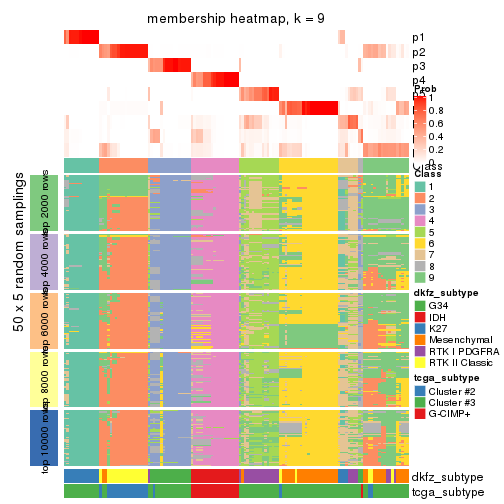 membership heatmap, k = 9
p1
p2
p3
p4
Prob
1
0.8
0.6
0.4
0.2
0
Class
Class
1
2
3
4
5
6
7
8
9
50 x 5 random samplings
top 2000 rows
top 4000 rows
top 6000 rows
top 8000 rows
top 10000 rows
dkfz_subtype
G34
IDH
K27
Mesenchymal
RTK I PDGFRA
RTK II Classic
tcga_subtype
Cluster #2
Cluster #3
G-CIMP+
dkfz_subtype
tcga_subtype